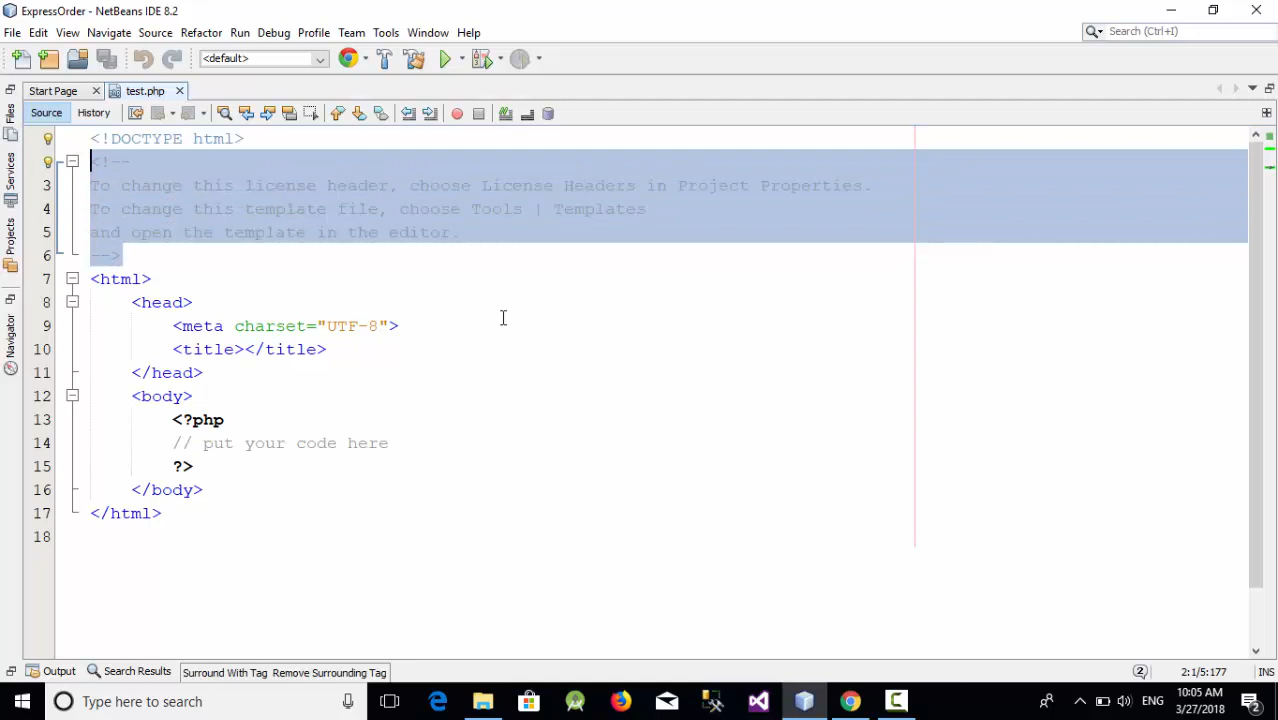 ExpressOrder - NetBeans IDE 8.2
File Edit View Navigate Source Refactor Run Debug Profile Team Tools Window Help
Search (Ctrl+I)
<default>
Start Page test.php
Source History
Files
Services
Projects
Navigator
<!DOCTYPE html>
<!--
3 To change this license header, choose License Headers in Project Properties.
4 To change this template file, choose Tools | Templates
5 and open the template in the editor.
6 -->
7 <html>
8 <head>
9 <meta charset="UTF-8">
10 <title></title>
11 </head>
12 <body>
13 <?php
14 // put your code here
15 ?>
16 </body>
17 </html>
18
Output Search Results Surround With Tag Remove Surrounding Tag 2 2:1/5:177 INS
Type here to search
ENG
10:05 AM
3/27/2018
2